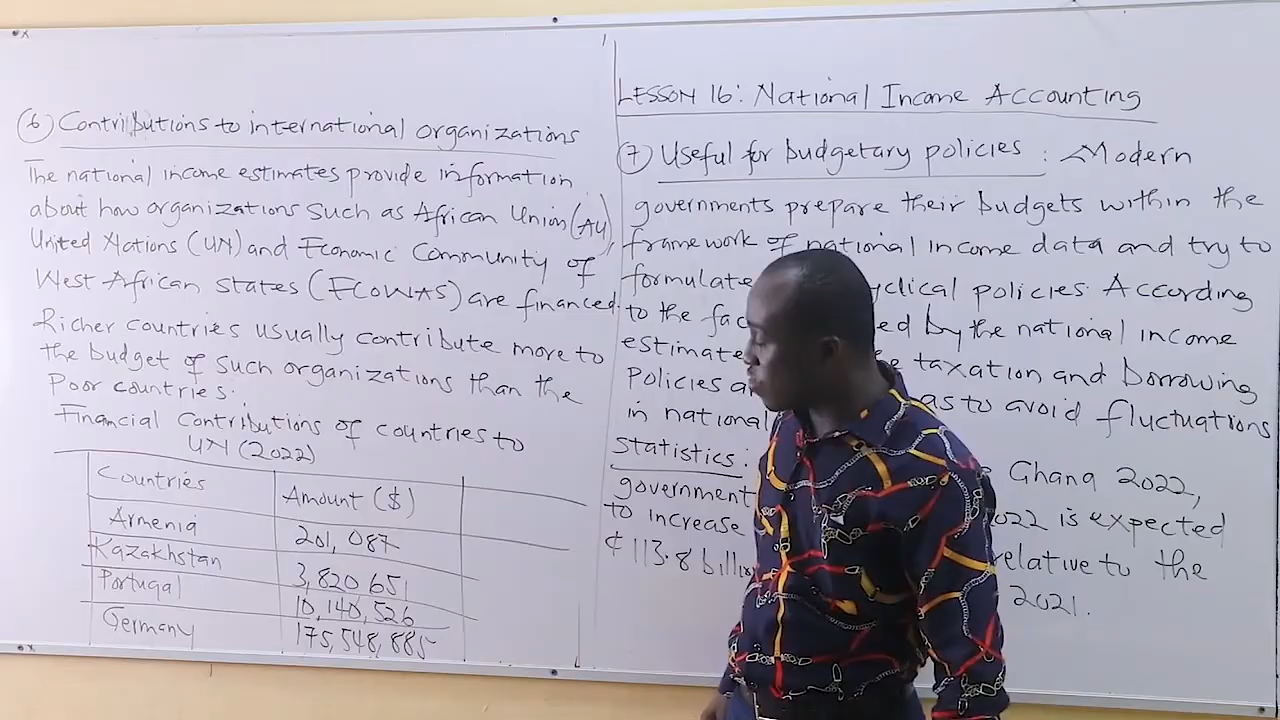 6 Contributions to international organizations
The national income estimates provide information
about how organizations such as African Union (AU),
United Nations (UN) and Economic Community of
West African States (ECOWAS) are financed.
Richer countries usually contribute more to
the budget of such organizations than the
Poor countries.
Financial Contributions of countries to
UN (2022)
Countries Amount ($)
Armenia 201,087
Kazakhstan 3,820,651
Portugal 10,140,526
Germany 175,548,885
LESSON 16: National Income Accounting
7 Useful for budgetary policies: Modern
governments prepare their budgets within the
framework of national income data and try to
formulate yclical policies. According
to the fac ed by the national income
estimate taxation and borrowing
Policies a as to avoid fluctuations
in national
Statistics: Ghana 2022,
government 2022 is expected
to increase relative to the
¢113.8 billi 2021.